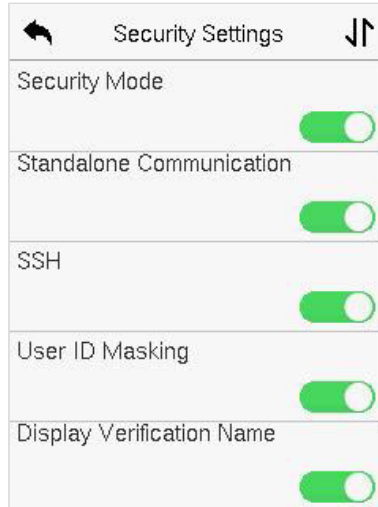 Security Settings
Security Mode
Standalone Communication
SSH
User ID Masking
Display Verification Name